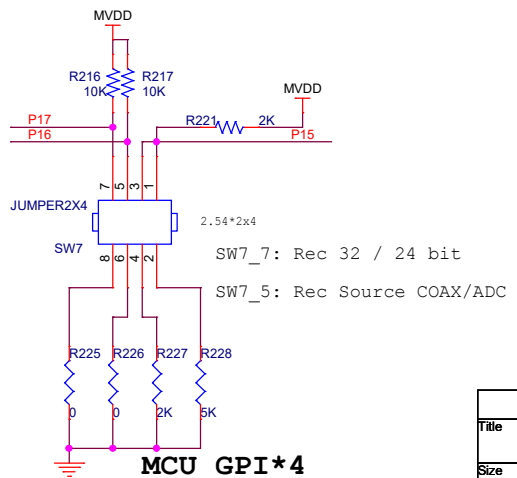 MVDD
R216 R217
10K 10K
MVDD
P17
R221 2K
P16
P15
7 5 3 1
JUMPER2X4
2.54*2x4
SW7
8 6 4 2
SW7_7: Rec 32 / 24 bit
SW7_5: Rec Source COAX/ADC
R225 R226 R227 R228
0 0 2K 5K
MCU GPI*4
Title
Size